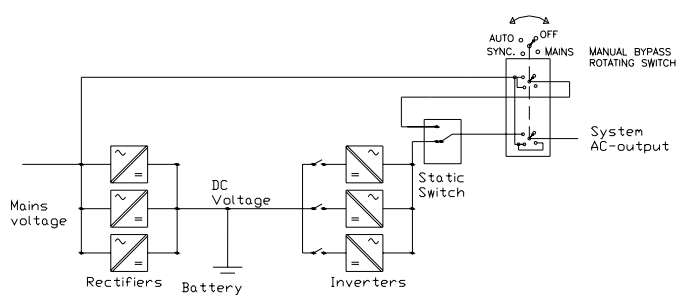 AUTO
OFF
SYNC.
MAINS
MANUAL BYPASS
ROTATING SWITCH
System
AC-output
Static
Switch
DC
Voltage
Mains
voltage
Rectifiers
Battery
Inverters